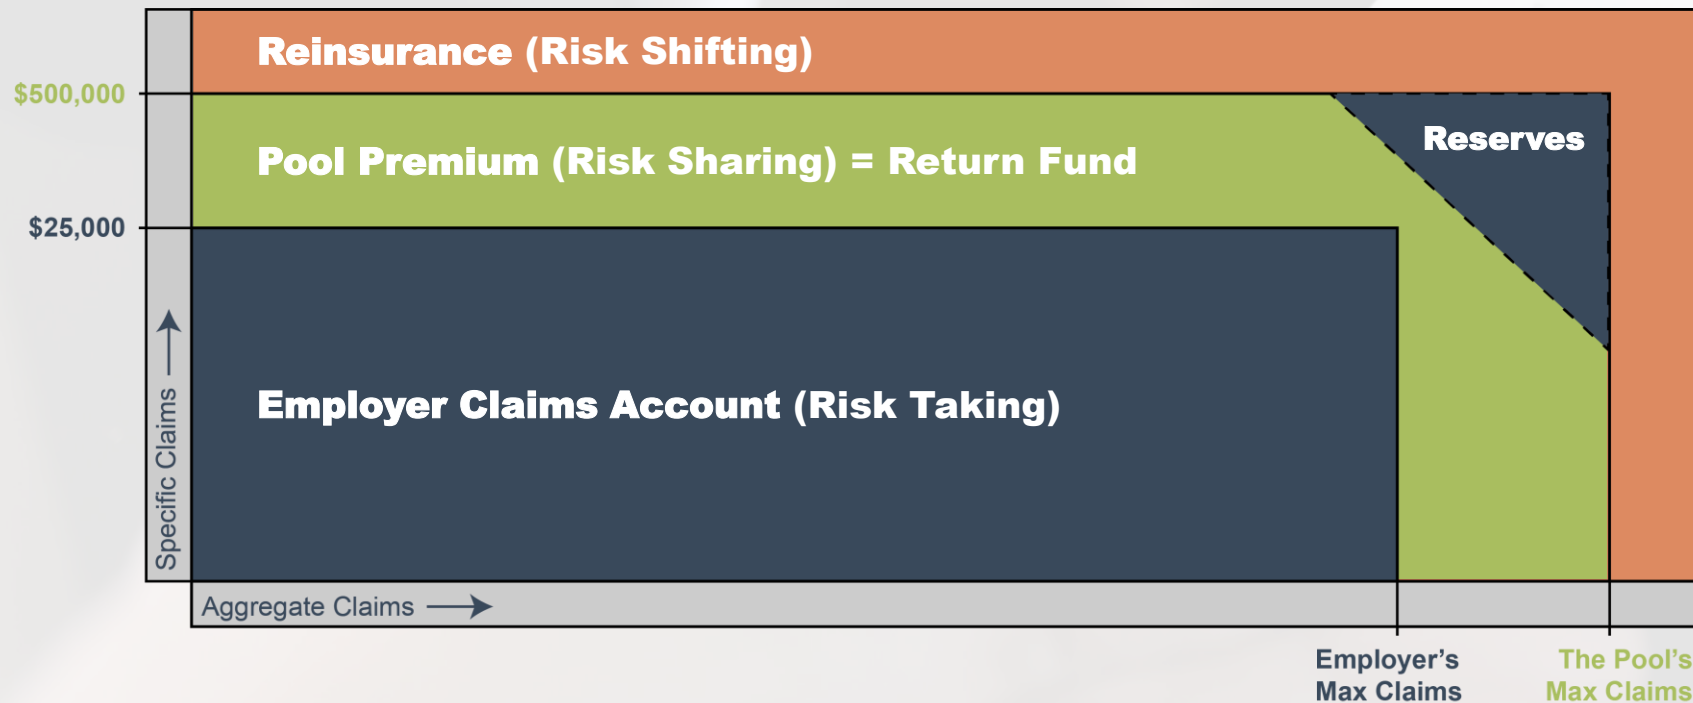 Reinsurance (Risk Shifting)
$500,000
Reserves
Pool Premium (Risk Sharing) = Return Fund
$25,000
Employer Claims Account (Risk Taking)
Specific Claims
Aggregate Claims
Employer’s
Max Claims
The Pool’s
Max Claims